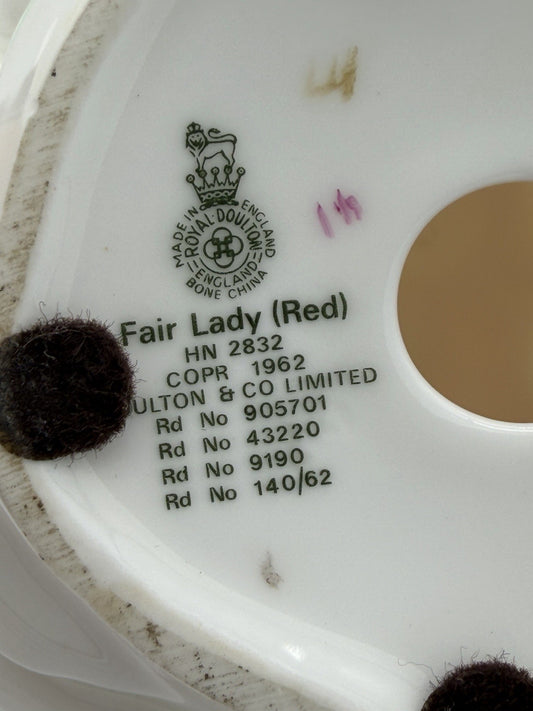 MADE IN ENGLAND
ROYAL·DOULTON
ENGLAND
BONE CHINA
Fair Lady (Red)
HN 2832
COPR 1962
ULTON & CO LIMITED
Rd No 905701
Rd No 43220
Rd No 9190
Rd No 140/62